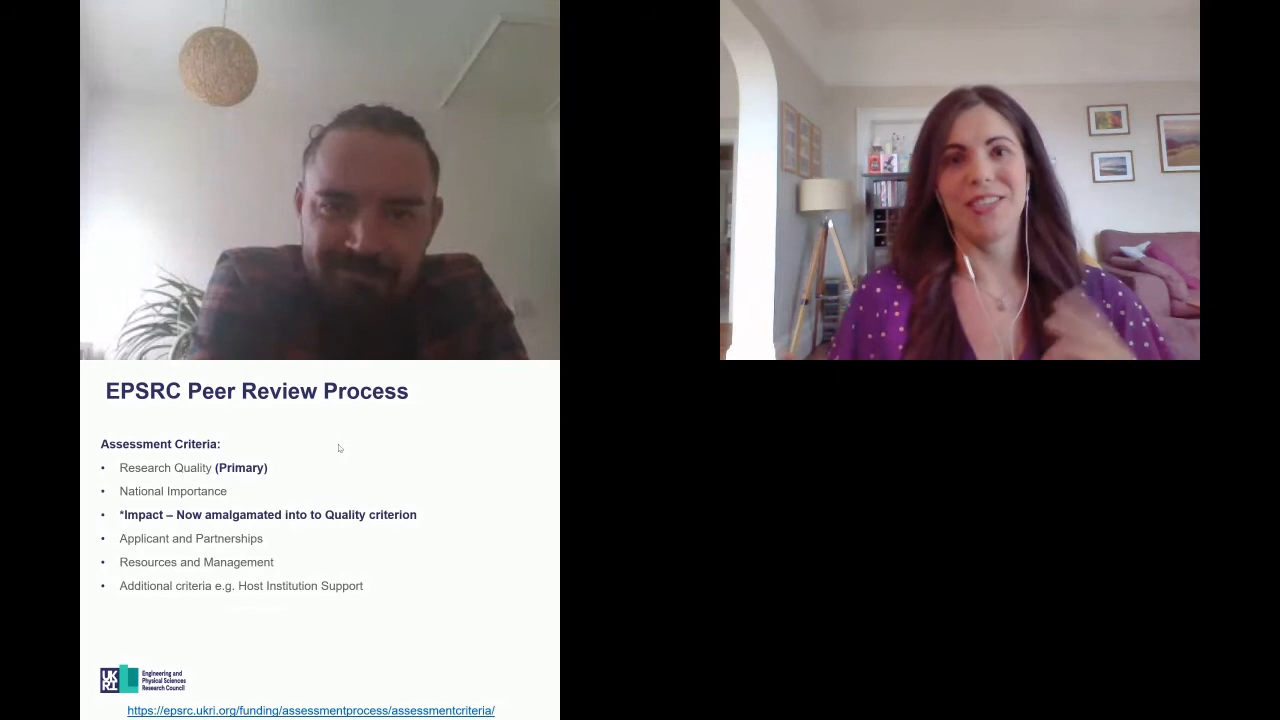 EPSRC Peer Review Process
Assessment Criteria:
• Research Quality (Primary)
• National Importance
• *Impact – Now amalgamated into to Quality criterion
• Applicant and Partnerships
• Resources and Management
• Additional criteria e.g. Host Institution Support
UKRI
Engineering and
Physical Sciences
Research Council
https://epsrc.ukri.org/funding/assessmentprocess/assessmentcriteria/